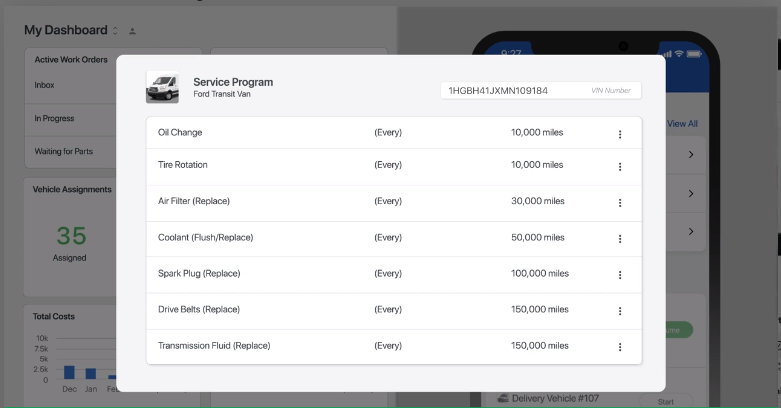 My Dashboard
Active Work Orders
Inbox
In Progress
Waiting for Parts
Vehicle Assignments
35
Assigned
Total Costs
10k
7.5k
5k
2.5k
0
Dec Jan
9:27
View All
Service Program
Ford Transit Van
1HGBH41JXMN109184 VIN Number
Oil Change (Every) 10,000 miles
Tire Rotation (Every) 10,000 miles
Air Filter (Replace) (Every) 30,000 miles
Coolant (Flush/Replace) (Every) 50,000 miles
Spark Plug (Replace) (Every) 100,000 miles
Drive Belts (Replace) (Every) 150,000 miles
Transmission Fluid (Replace) (Every) 150,000 miles
Delivery Vehicle #107 Start